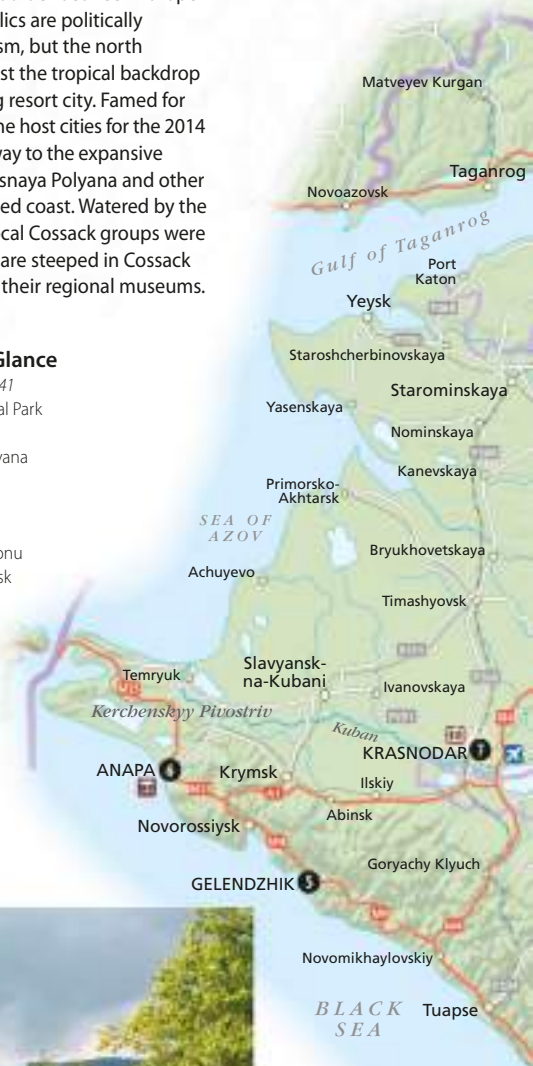 lics are politically
sm, but the north
st the tropical backdrop
g resort city. Famed for
ne host cities for the 2014
way to the expansive
snaya Polyana and other
ed coast. Watered by the
cal Cossack groups were
are steeped in Cossack
their regional museums.
Glance
41
al Park
yana
onu
sk
Matveyev Kurgan
Taganrog
Novoazovsk
Gulf of Taganrog
Port
Katon
Yeysk
Staroshcherbinovskaya
Starominskaya
Yasenskaya
Nominskaya
Kanevskaya
Primorsko-
Akhtarsk
SEA OF
AZOV
Bryukhovetskaya
Achuyevo
Timashyovsk
Slavyansk-
na-Kubani
Temryuk
Ivanovskaya
Kerchenskyy Pivostriv
Kuban
KRASNODAR 1
ANAPA
Krymsk
Ilskiy
Abinsk
Novorossiysk
Goryachy Klyuch
GELENDZHIK 5
Novomikhaylovskiy
BLACK
SEA
Tuapse